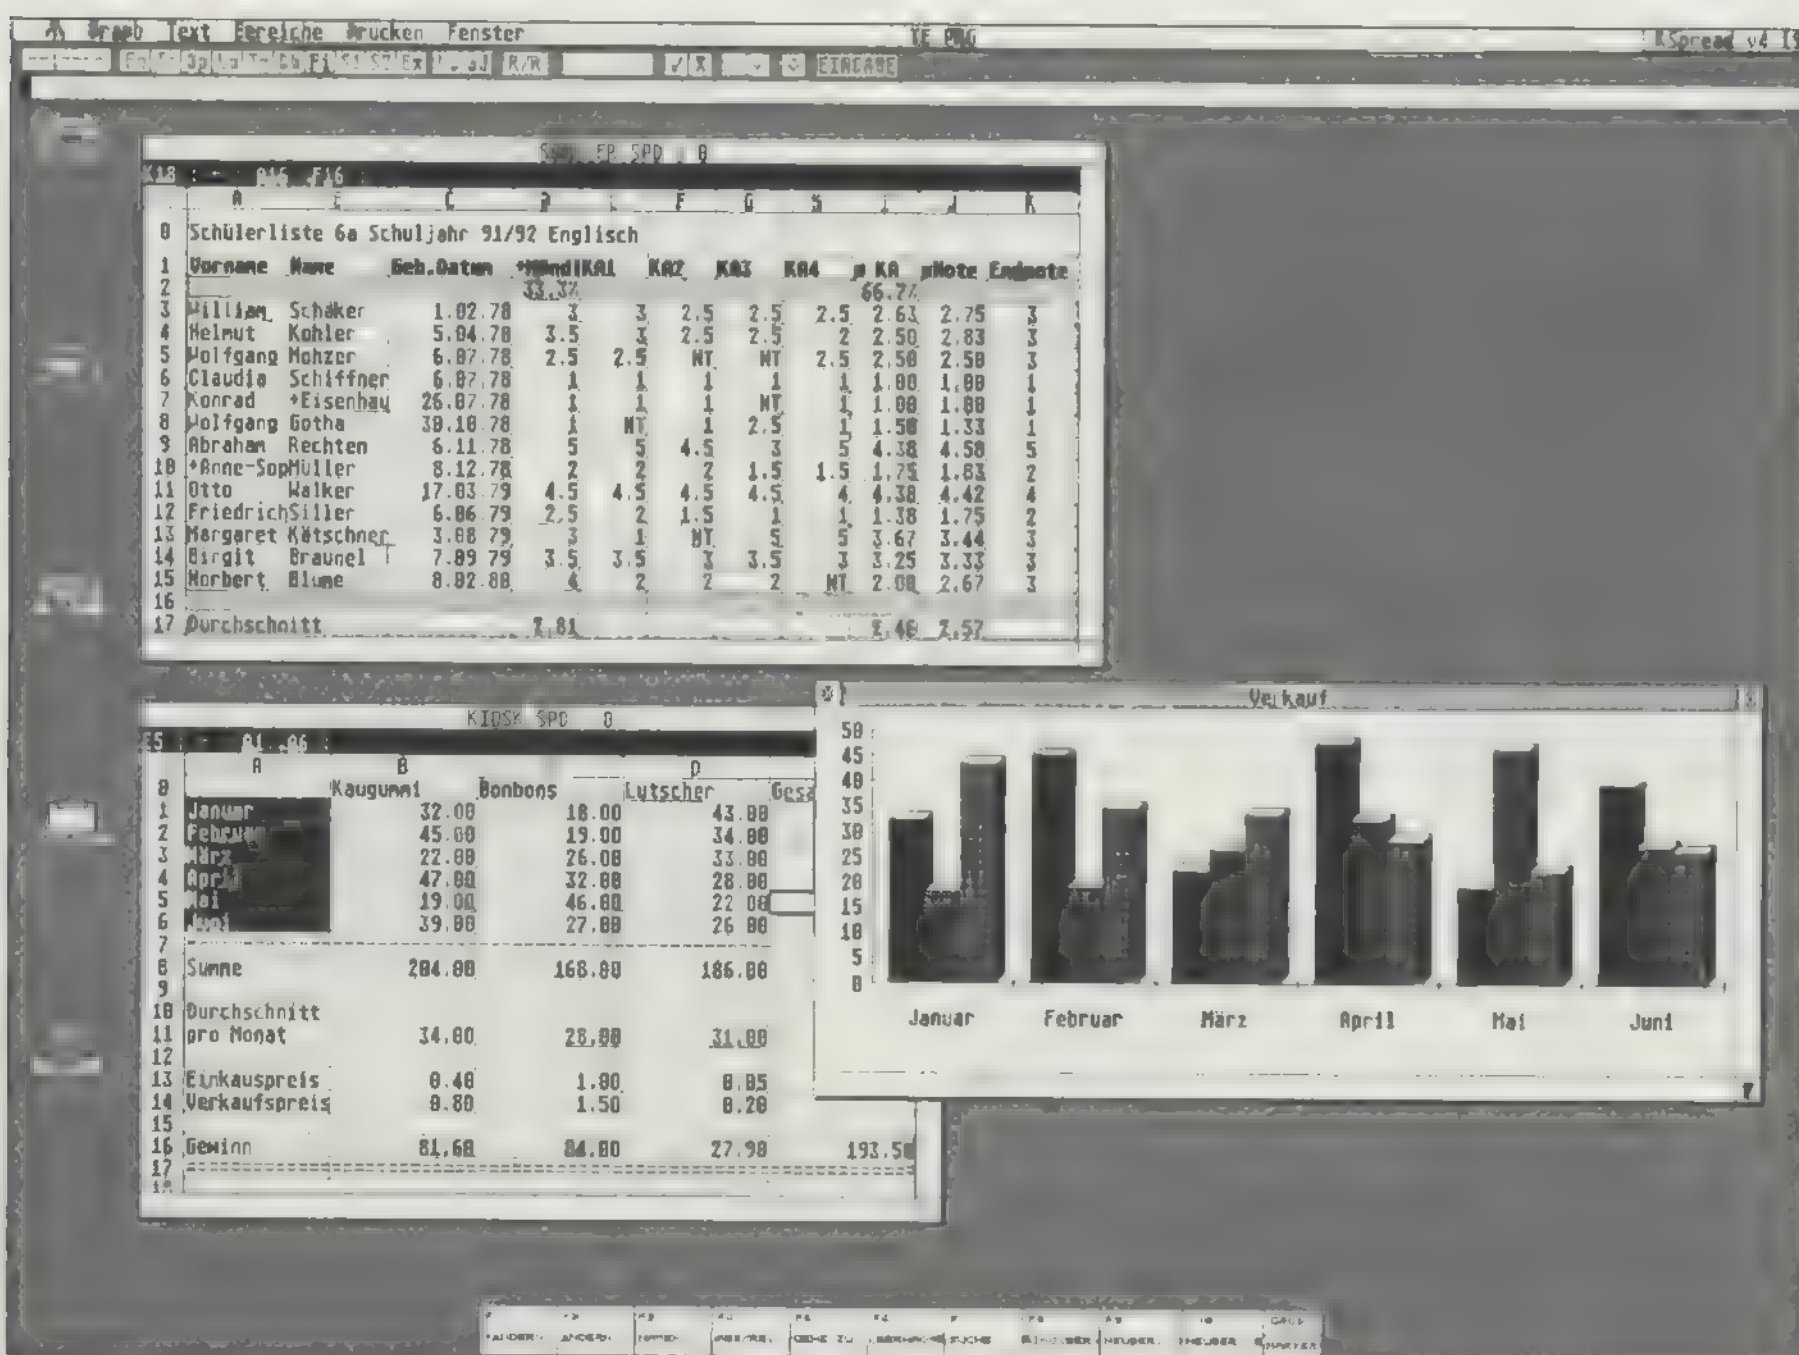 Text Bereiche Drucken Fenster
R/R EINGABE
K18 : A16 .F16 :
0 Schülerliste 6a Schuljahr 91/92 Englisch
1 Vorname Name Geb.Datum KA1 KA2 KA3 KA4 KA Note Endnote
2 33.3% 66.7%
3 William Schäker 1.02.78 3 3 2.5 2.5 2.5 2.63 2.75 3
4 Helmut Kohler 5.04.78 3.5 3 2.5 2.5 2 2.50 2.83 3
5 Wolfgang Mohzer 6.07.78 2.5 2.5 NT NT 2.5 2.50 2.50 3
6 Claudia Schiffner 6.07.78 1 1 1 1 1 1.00 1.00 1
7 Konrad +Eisenhau 26.07.78 1 1 1 NT 1 1.00 1.00 1
8 Wolfgang Gotha 30.10.78 1 NT 1 2.5 1 1.50 1.33 1
9 Abraham Rechten 6.11.78 5 5 4.5 3 5 4.38 4.58 5
10 +Anne-SopMüller 8.12.78 2 2 2 1.5 1.5 1.75 1.83 2
11 Otto Walker 17.03.79 4.5 4.5 4.5 4.5 4 4.38 4.42 4
12 FriedrichSiller 6.06.79 2.5 2 1.5 1 1 1.38 1.75 2
13 Margaret Kätschner 3.08.79 3 1 NT 5 5 3.67 3.44 3
14 Birgit Braunel 7.09.79 3.5 3.5 3 3.5 3 3.25 3.33 3
15 Norbert Blume 8.02.80 4 2 2 2 NT 2.00 2.67 3
16
17 Durchschnitt 2.81 2.46 2.57
KIOSK SPD
E5 : A1 .A6 :
A B D
0 Kaugummi Bonbons Lutscher Gesa
1 Januar 32.00 18.00 43.00
2 Februar 45.00 19.00 34.00
3 März 22.00 26.00 33.00
4 April 47.00 32.00 28.00
5 Mai 19.00 46.00 22.00
6 Juni 39.00 27.00 26.00
7
8 Summe 204.00 168.00 186.00
9
10 Durchschnitt
11 pro Monat 34.00 28.00 31.00
12
13 Einkauspreis 0.40 1.00 0.05
14 Verkaufspreis 0.80 1.50 0.20
15
16 Gewinn 81.60 84.00 27.90 193.5
17
18
Verkauf
50
45
40
35
30
25
20
15
10
5
0
Januar Februar März April Mai Juni